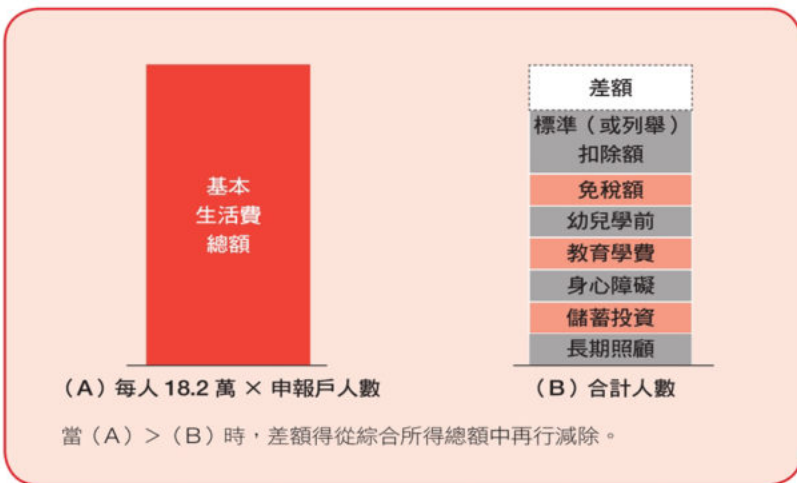 基本
生活費
總額
差額
標準（或列舉）
扣除額
免稅額
幼兒學前
教育學費
身心障礙
儲蓄投資
長期照顧
（A）每人 18.2 萬 × 申報戶人數
（B）合計人數
當（A）＞（B）時，差額得從綜合所得總額中再行減除。